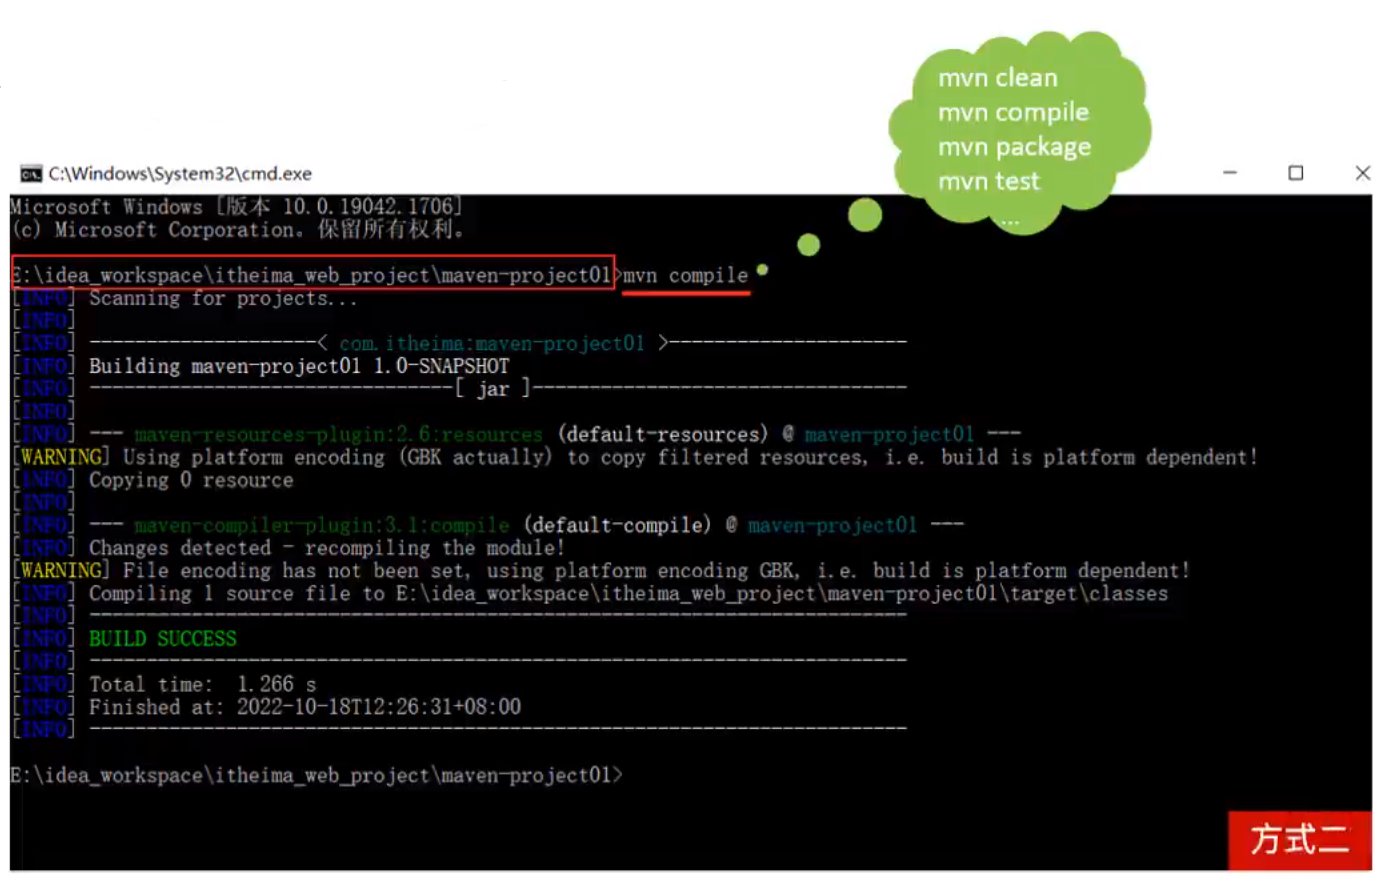 mvn clean
mvn compile
mvn package
mvn test
...
C:\Windows\System32\cmd.exe
Microsoft Windows [版本 10.0.19042.1706]
(c) Microsoft Corporation。保留所有权利。
E:\idea_workspace\itheima_web_project\maven-project01>mvn compile
[INFO] Scanning for projects...
[INFO]
[INFO] --------------------< com.itheima:maven-project01 >---------------------
[INFO] Building maven-project01 1.0-SNAPSHOT
[INFO] --------------------------------[ jar ]---------------------------------
[INFO]
[INFO] --- maven-resources-plugin:2.6:resources (default-resources) @ maven-project01 ---
[WARNING] Using platform encoding (GBK actually) to copy filtered resources, i.e. build is platform dependent!
[INFO] Copying 0 resource
[INFO]
[INFO] --- maven-compiler-plugin:3.1:compile (default-compile) @ maven-project01 ---
[INFO] Changes detected - recompiling the module!
[WARNING] File encoding has not been set, using platform encoding GBK, i.e. build is platform dependent!
[INFO] Compiling 1 source file to E:\idea_workspace\itheima_web_project\maven-project01\target\classes
[INFO] ------------------------------------------------------------------------
[INFO] BUILD SUCCESS
[INFO] ------------------------------------------------------------------------
[INFO] Total time:  1.266 s
[INFO] Finished at: 2022-10-18T12:26:31+08:00
[INFO] ------------------------------------------------------------------------
E:\idea_workspace\itheima_web_project\maven-project01>
方式二